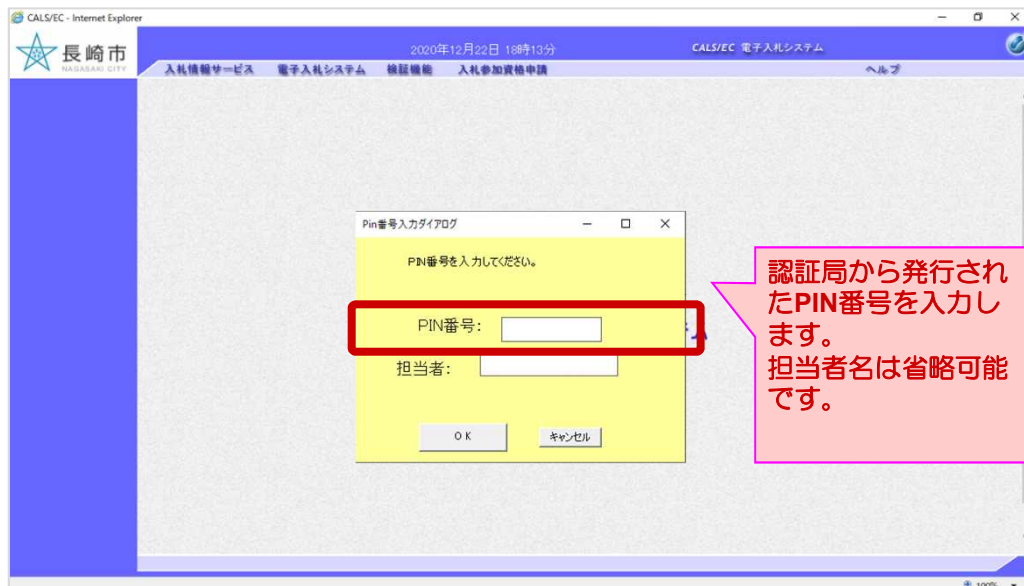 CALS/EC - Internet Explorer
長崎市
NAGASAKI CITY
2020年12月22日 18時13分
CALS/EC 電子入札システム
入札情報サービス 電子入札システム 検証機能 入札参加資格申請 ヘルプ
Pin番号入力ダイアログ
PIN番号を入力してください。
PIN番号:
担当者:
OK キャンセル
認証局から発行され
たPIN番号を入力し
ます。
担当者名は省略可能
です。
100%